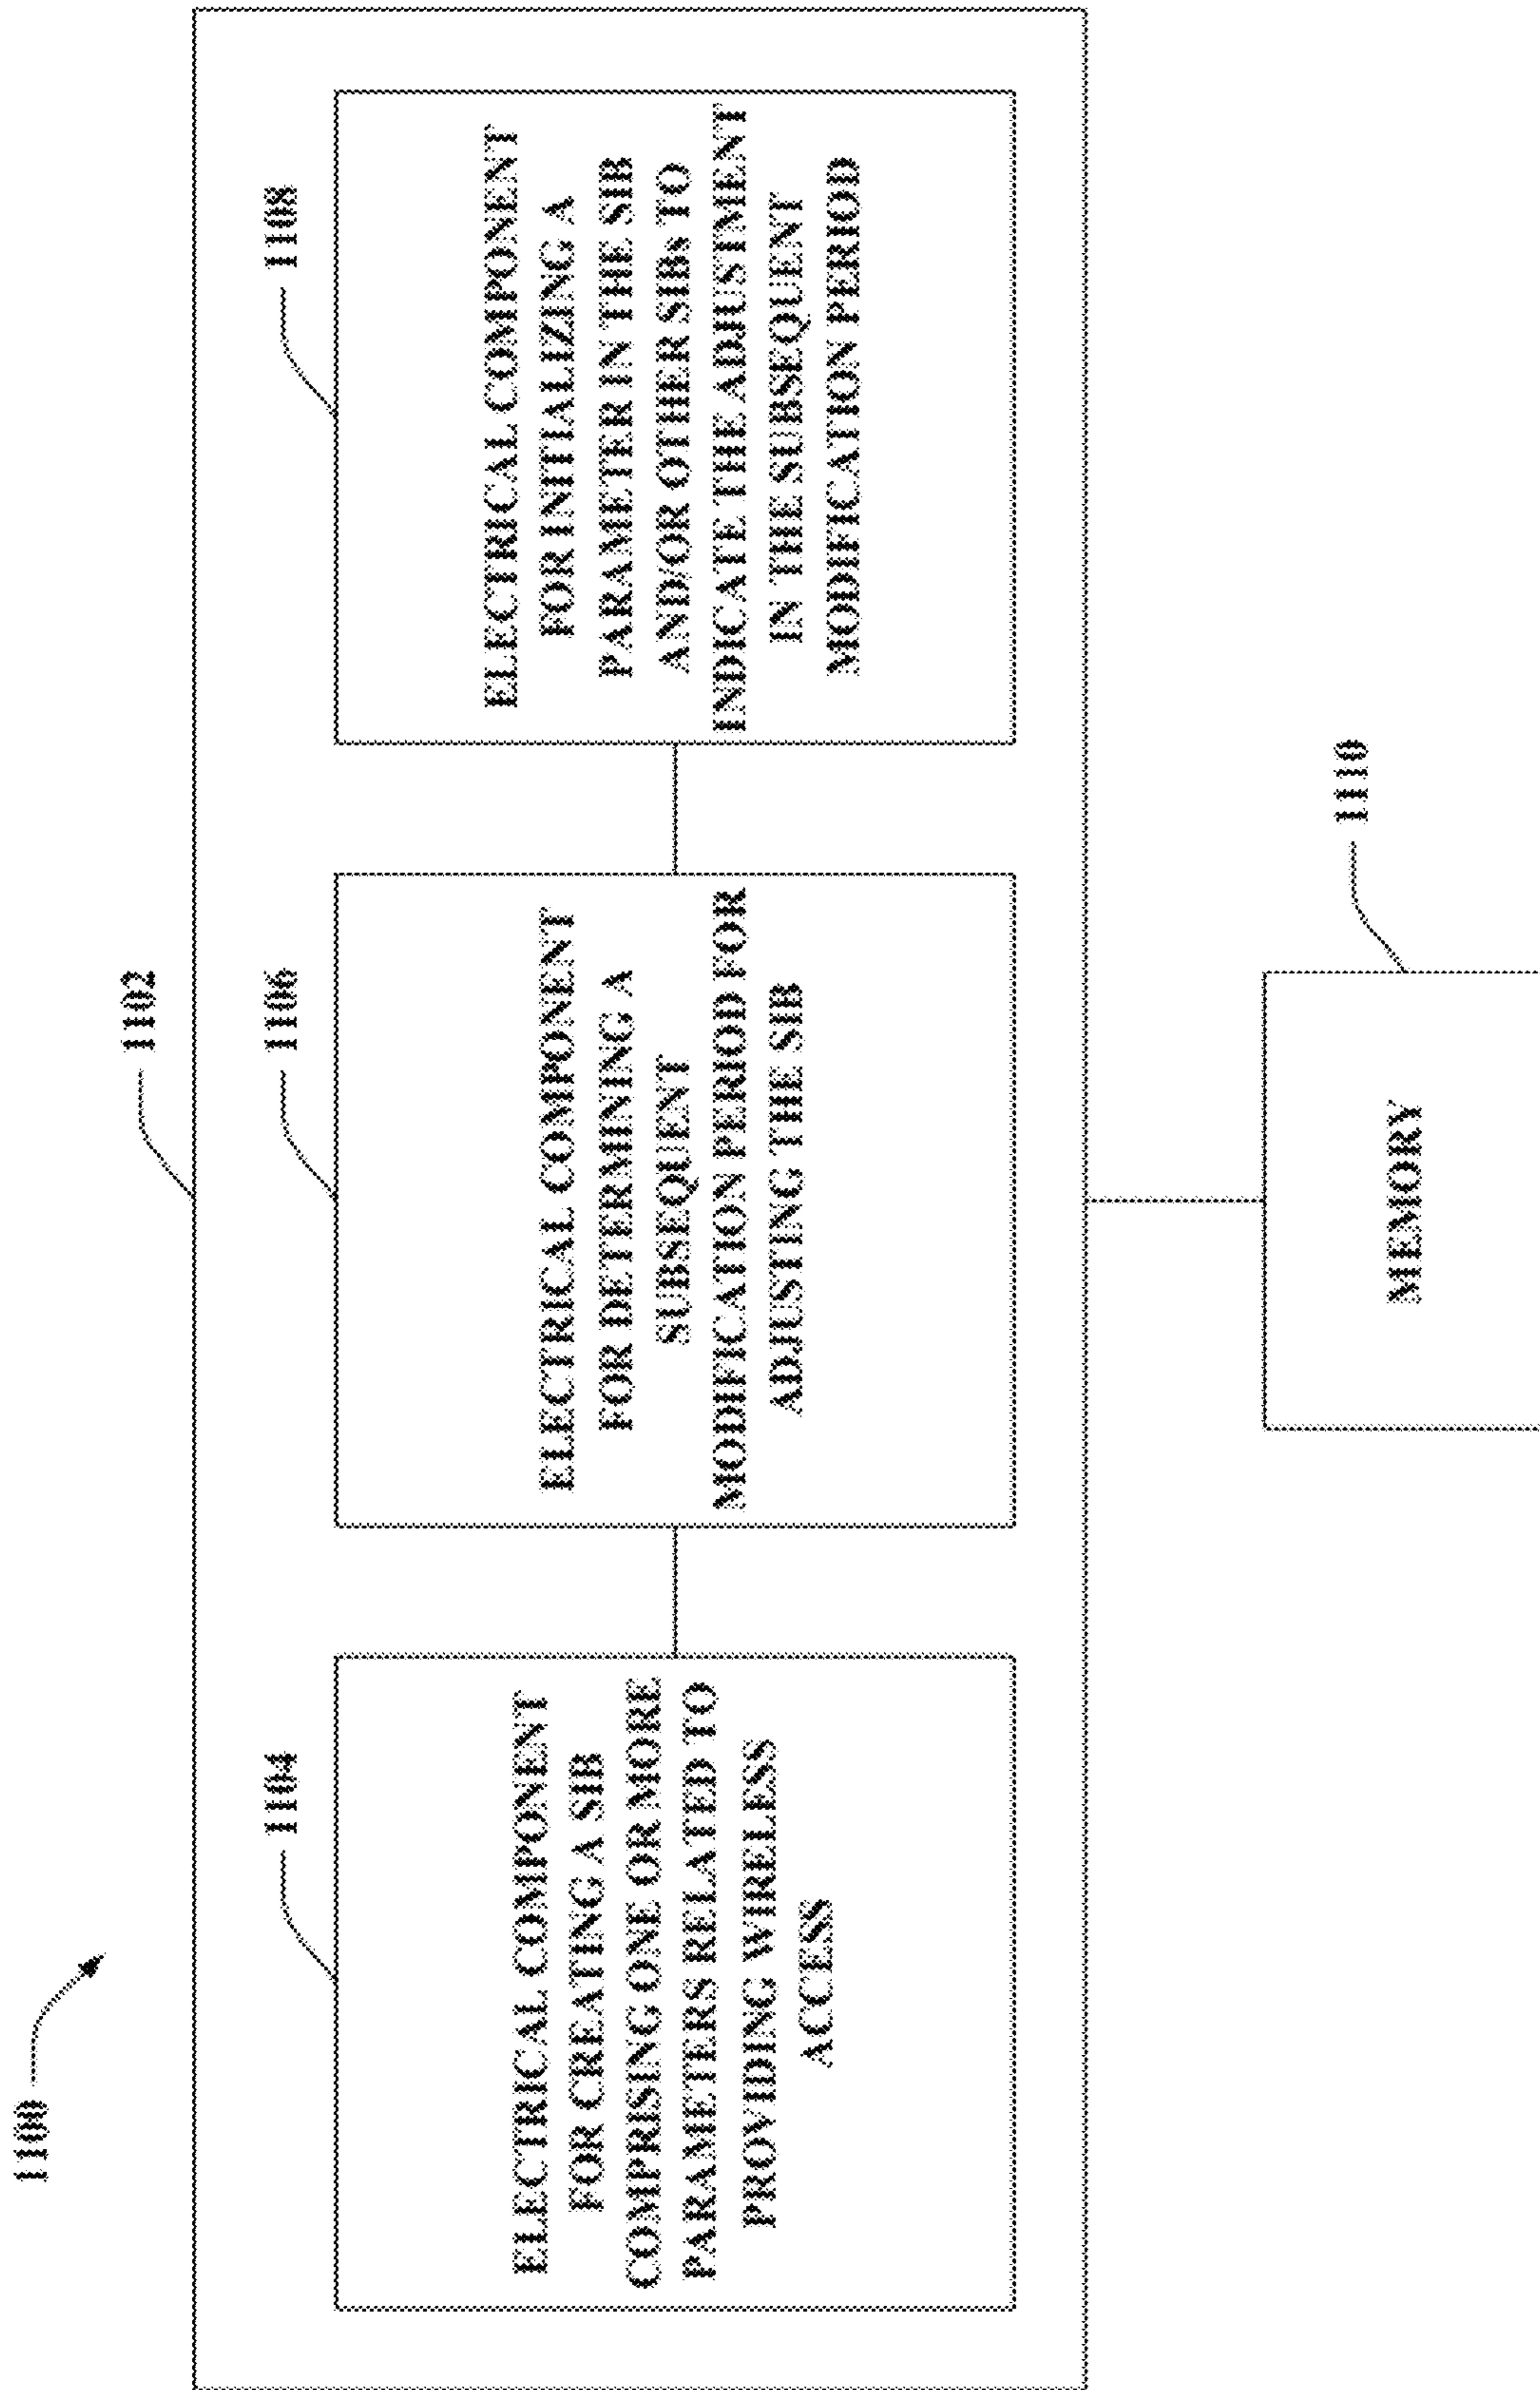 1100
1102
1104
ELECTRICAL COMPONENT
FOR CREATING A SIB
COMPRISING ONE OR MORE
PARAMETERS RELATED TO
PROVIDING WIRELESS
ACCESS
1106
ELECTRICAL COMPONENT
FOR DETERMINING A
SUBSEQUENT
MODIFICATION PERIOD FOR
ADJUSTING THE SIB
1108
ELECTRICAL COMPONENT
FOR INITIALIZING A
PARAMETER IN THE SIB
AND/OR OTHER SIBs TO
INDICATE THE ADJUSTMENT
IN THE SUBSEQUENT
MODIFICATION PERIOD
1110
MEMORY